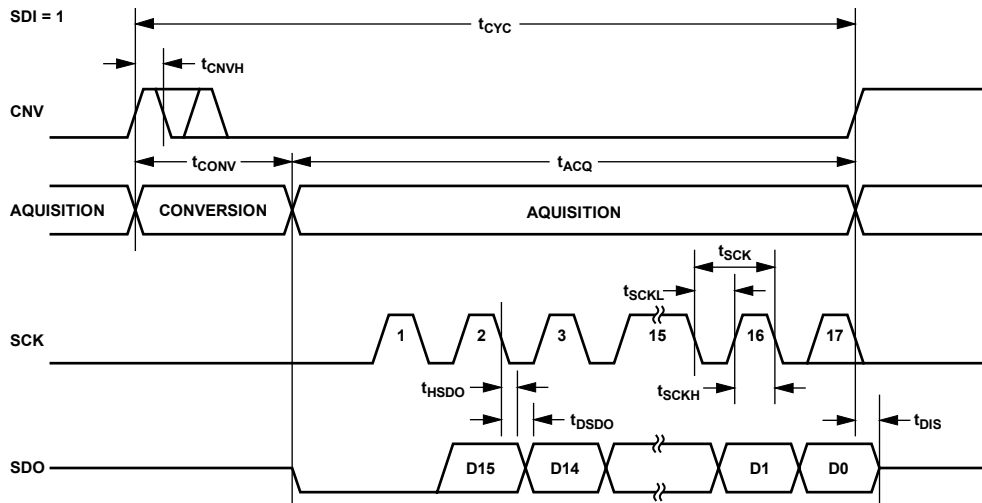 SDI = 1
tCYC
tCNVH
CNV
tCONV
tACQ
AQUISITION
CONVERSION
AQUISITION
tSCK
tSCKL
SCK
1
2
3
15
16
17
tHSDO
tSCKH
tDSDO
tDIS
SDO
D15
D14
D1
D0